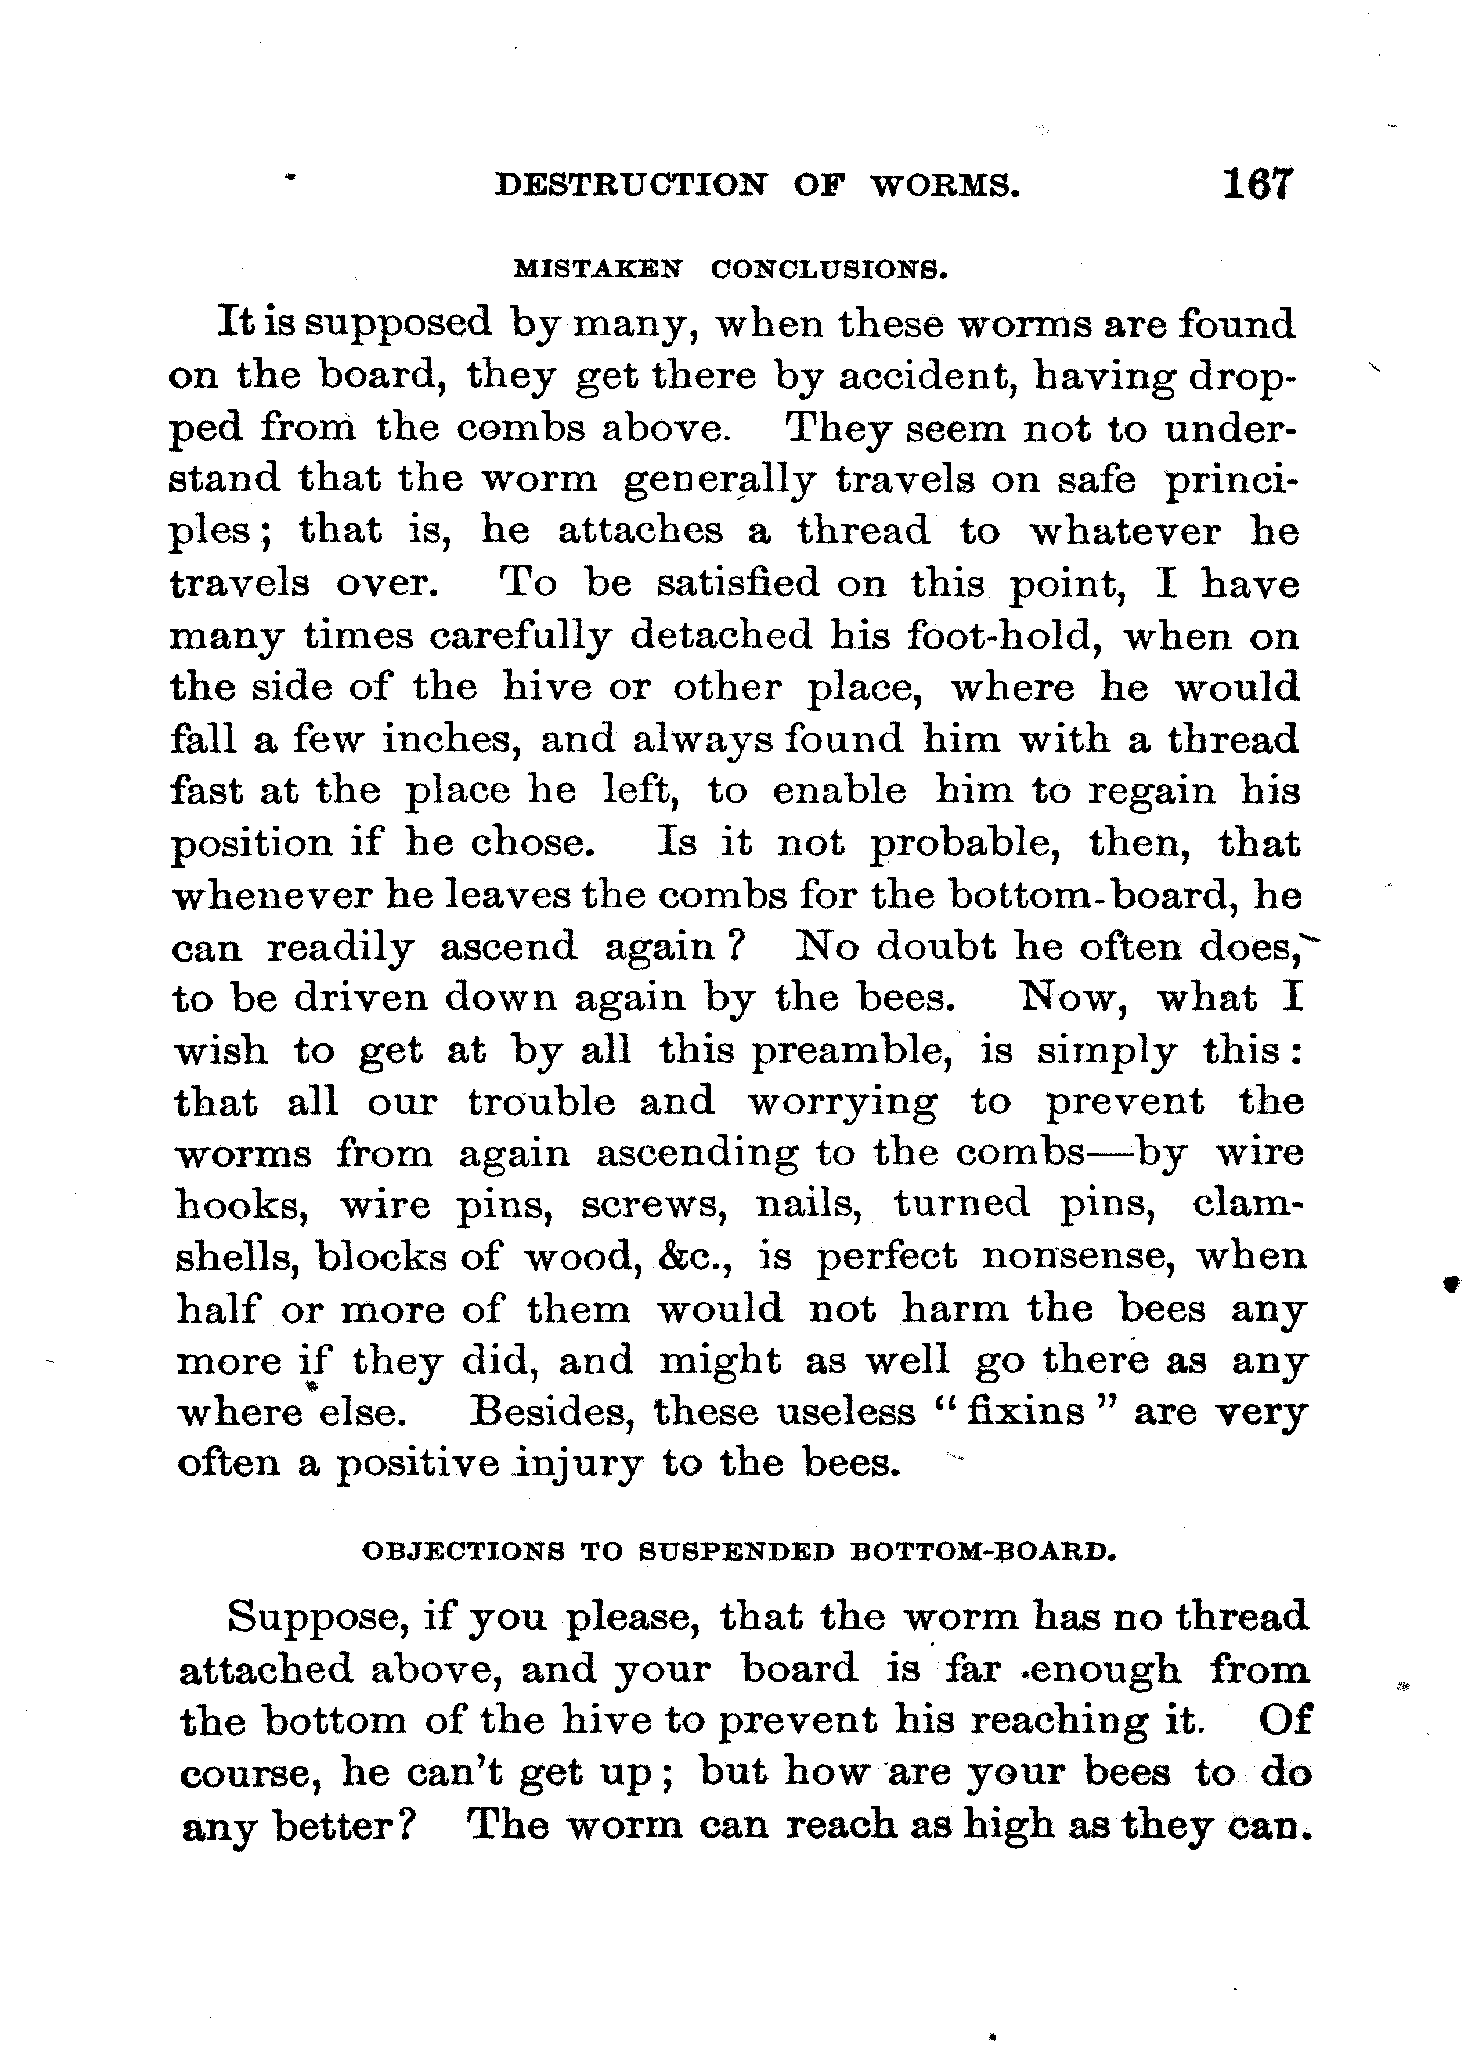 DESTRUCTION OF WORMS. 167
MISTAKEN CONCLUSIONS.
It is supposed by many, when these worms are found
on the board, they get there by accident, having drop-
ped from the combs above. They seem not to under-
stand that the worm generally travels on safe princi-
ples; that is, he attaches a thread to whatever he
travels over. To be satisfied on this point, I have
many times carefully detached his foot-hold, when on
the side of the hive or other place, where he would
fall a few inches, and always found him with a thread
fast at the place he left, to enable him to regain his
position if he chose. Is it not probable, then, that
whenever he leaves the combs for the bottom-board, he
can readily ascend again? No doubt he often does,
to be driven down again by the bees. Now, what I
wish to get at by all this preamble, is simply this:
that all our trouble and worrying to prevent the
worms from again ascending to the combs—by wire
hooks, wire pins, screws, nails, turned pins, clam-
shells, blocks of wood, &c., is perfect nonsense, when
half or more of them would not harm the bees any
more if they did, and might as well go there as any
where else. Besides, these useless "fixins" are very
often a positive injury to the bees.
OBJECTIONS TO SUSPENDED BOTTOM-BOARD.
Suppose, if you please, that the worm has no thread
attached above, and your board is far enough from
the bottom of the hive to prevent his reaching it. Of
course, he can't get up; but how are your bees to do
any better? The worm can reach as high as they can.